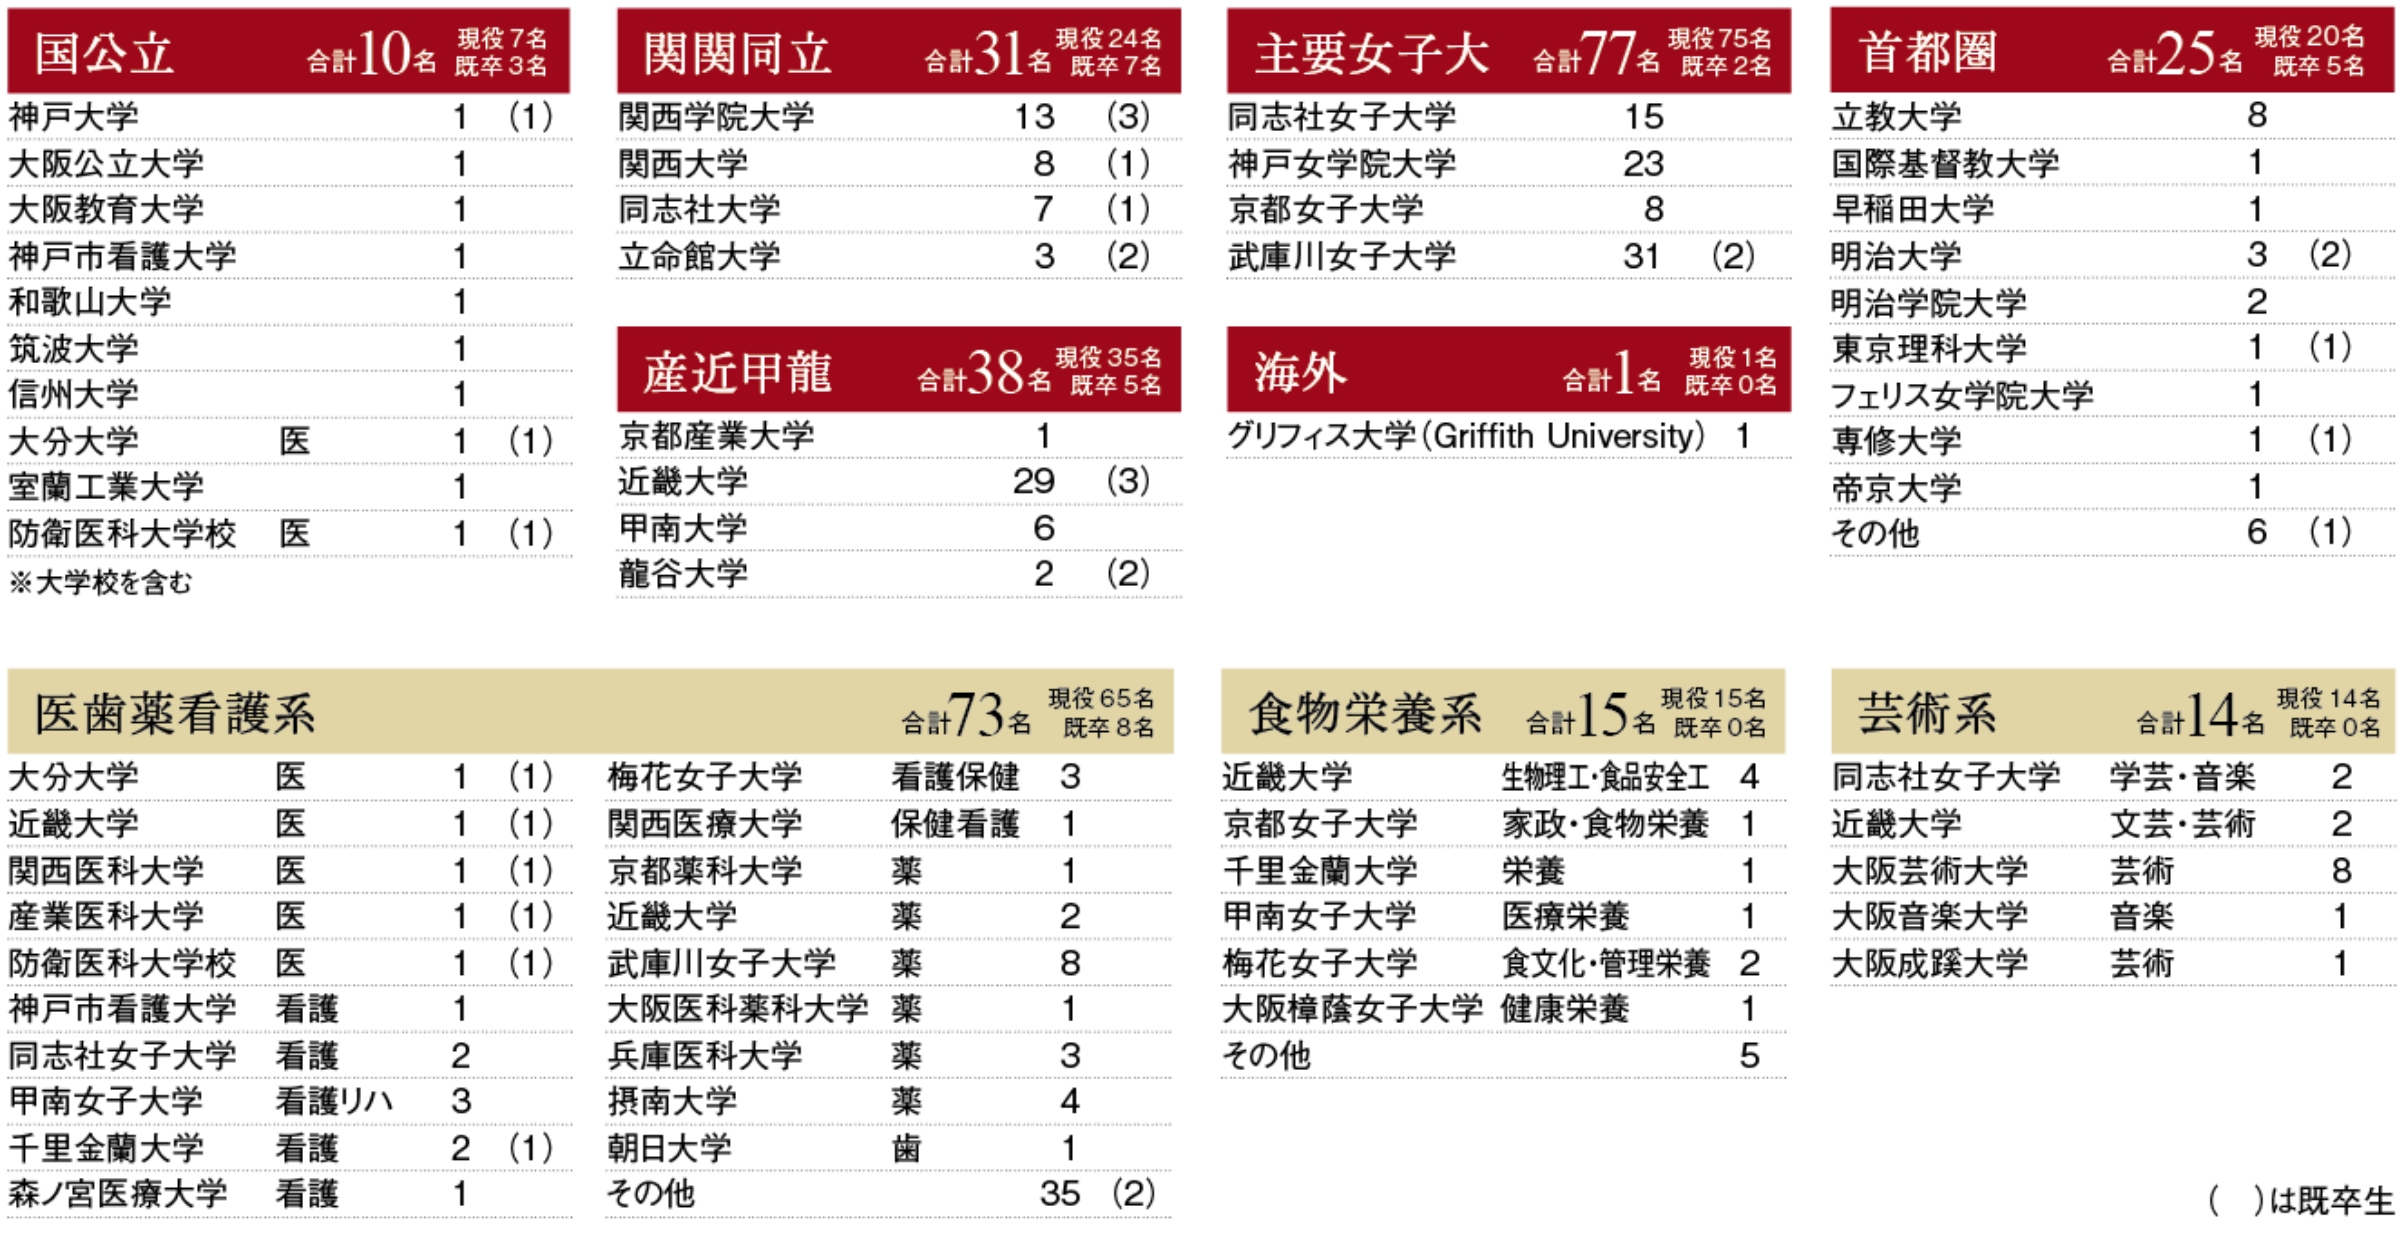 国公立 合計10名 現役7名 既卒3名
神戸大学 1 (1)
大阪公立大学 1
大阪教育大学 1
神戸市看護大学 1
和歌山大学 1
筑波大学 1
信州大学 1
大分大学 医 1 (1)
室蘭工業大学 1
防衛医科大学校 医 1 (1)
※大学校を含む
関関同立 合計31名 現役24名 既卒7名
関西学院大学 13 (3)
関西大学 8 (1)
同志社大学 7 (1)
立命館大学 3 (2)
産近甲龍 合計38名 現役35名 既卒5名
京都産業大学 1
近畿大学 29 (3)
甲南大学 6
龍谷大学 2 (2)
主要女子大 合計77名 現役75名 既卒2名
同志社女子大学 15
神戸女学院大学 23
京都女子大学 8
武庫川女子大学 31 (2)
海外 合計1名 現役1名 既卒0名
グリフィス大学(Griffith University) 1
首都圏 合計25名 現役20名 既卒5名
立教大学 8
国際基督教大学 1
早稲田大学 1
明治大学 3 (2)
明治学院大学 2
東京理科大学 1 (1)
フェリス女学院大学 1
専修大学 1 (1)
帝京大学 1
その他 6 (1)
医歯薬看護系 合計73名 現役65名 既卒8名
大分大学 医 1 (1)
近畿大学 医 1 (1)
関西医科大学 医 1 (1)
産業医科大学 医 1 (1)
防衛医科大学校 医 1 (1)
神戸市看護大学 看護 1
同志社女子大学 看護 2
甲南女子大学 看護リハ 3
千里金蘭大学 看護 2 (1)
森ノ宮医療大学 看護 1
梅花女子大学 看護保健 3
関西医療大学 保健看護 1
京都薬科大学 薬 1
近畿大学 薬 2
武庫川女子大学 薬 8
大阪医科薬科大学 薬 1
兵庫医科大学 薬 3
摂南大学 薬 4
朝日大学 歯 1
その他 35 (2)
食物栄養系 合計15名 現役15名 既卒0名
近畿大学 生物理工・食品安全工 4
京都女子大学 家政・食物栄養 1
千里金蘭大学 栄養 1
甲南女子大学 医療栄養 1
梅花女子大学 食文化・管理栄養 2
大阪樟蔭女子大学 健康栄養 1
その他 5
芸術系 合計14名 現役14名 既卒0名
同志社女子大学 学芸・音楽 2
近畿大学 文芸・芸術 2
大阪芸術大学 芸術 8
大阪音楽大学 音楽 1
大阪成蹊大学 芸術 1
( )は既卒生